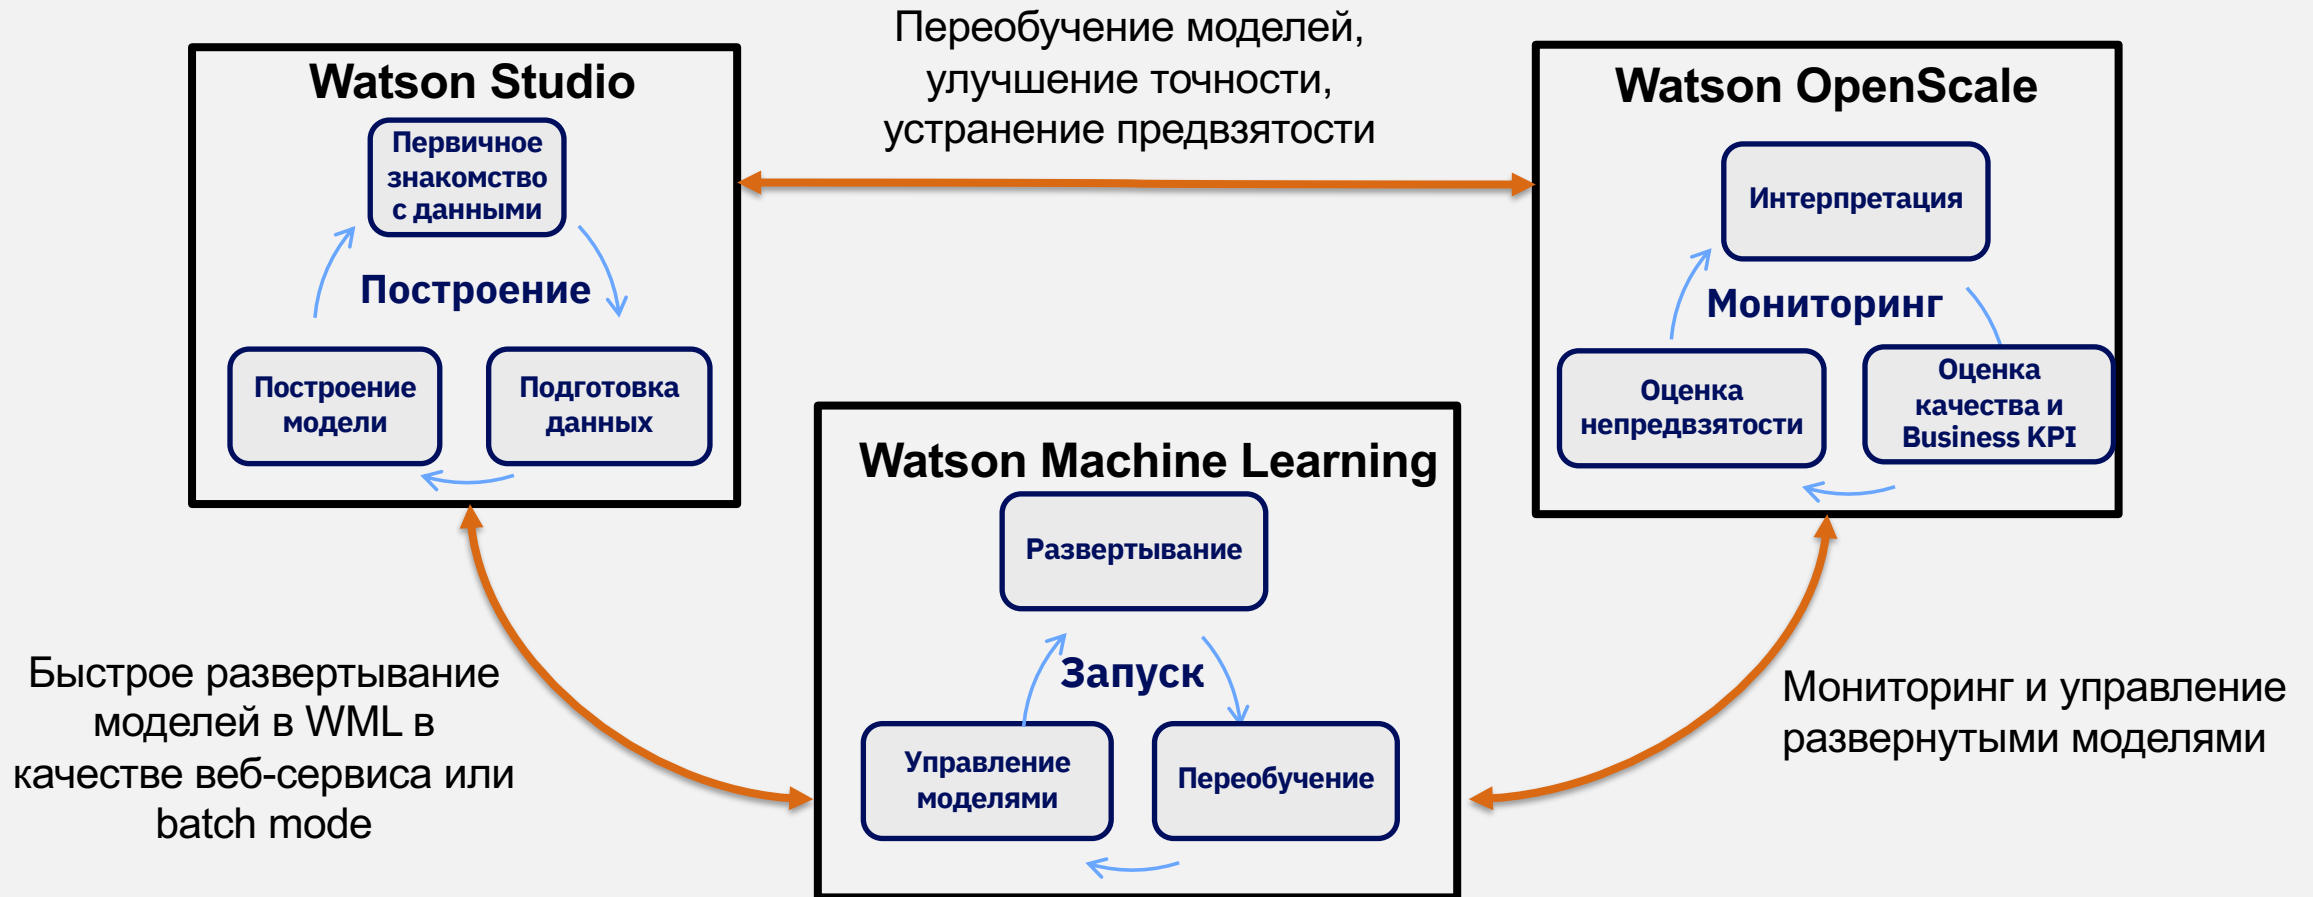 Переобучение моделей,
улучшение точности,
устранение предвзятости
Watson Studio
Первичное
знакомство
с данными
Построение
Построение
модели
Подготовка
данных
Watson OpenScale
Интерпретация
Мониторинг
Оценка
непредвзятости
Оценка
качества и
Business KPI
Watson Machine Learning
Развертывание
Запуск
Управление
моделями
Переобучение
Быстрое развертывание
моделей в WML в
качестве веб-сервиса или
batch mode
Мониторинг и управление
развернутыми моделями